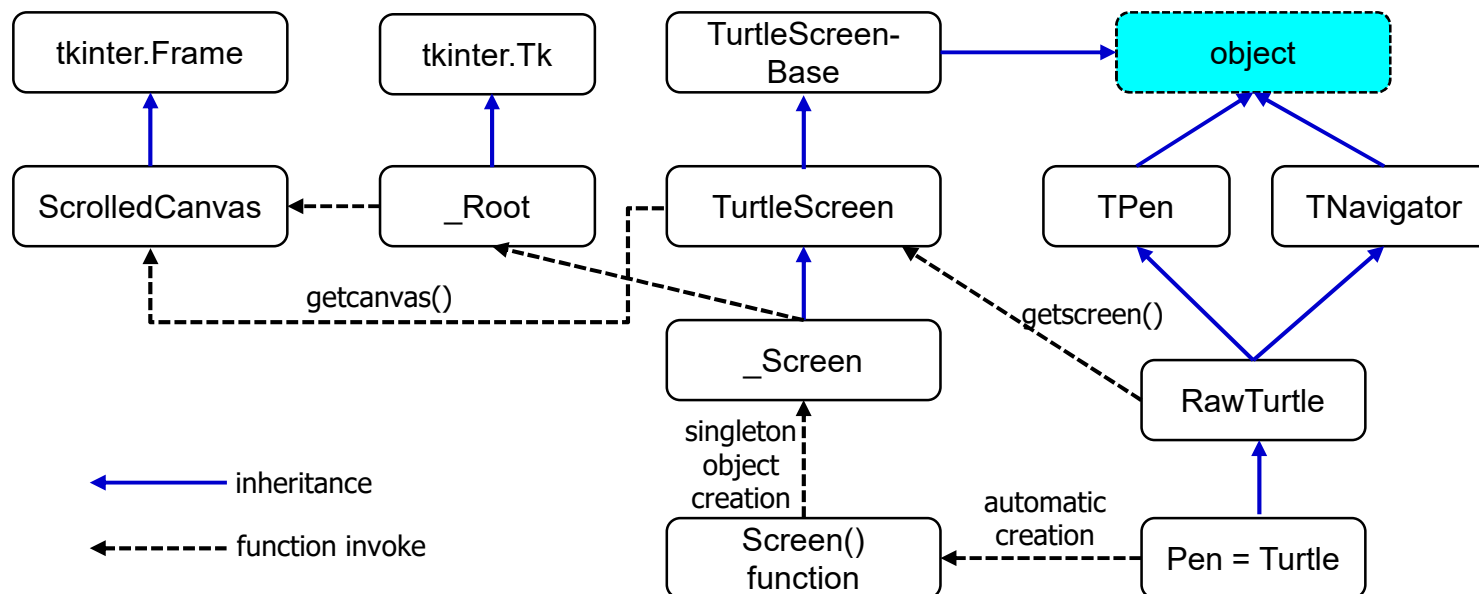 tkinter.Frame
tkinter.Tk
TurtleScreen-
Base
object
ScrolledCanvas
_Root
TurtleScreen
TPen
TNavigator
getcanvas()
getscreen()
_Screen
RawTurtle
singleton
object
creation
inheritance
function invoke
automatic
creation
Screen()
function
Pen = Turtle